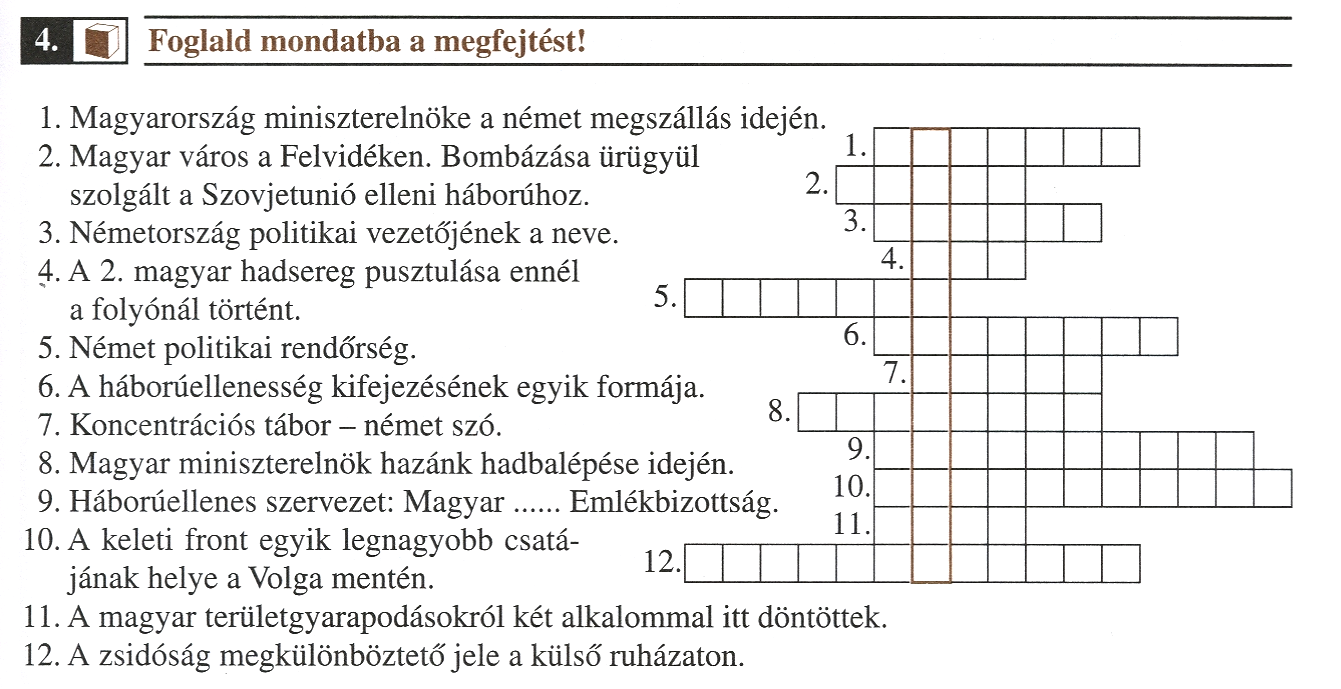 4. Foglald mondatba a megfejtést!
1. Magyarország miniszterelnöke a német megszállás idején.
2. Magyar város a Felvidéken. Bombázása ürügyül
szolgált a Szovjetunió elleni háborúhoz.
3. Németország politikai vezetőjének a neve.
4. A 2. magyar hadsereg pusztulása ennél
a folyónál történt.
5. Német politikai rendőrség.
6. A háborúellenesség kifejezésének egyik formája.
7. Koncentrációs tábor – német szó.
8. Magyar miniszterelnök hazánk hadbalépése idején.
9. Háborúellenes szervezet: Magyar ...... Emlékbizottság.
10. A keleti front egyik legnagyobb csatá-
jának helye a Volga mentén.
11. A magyar területgyarapodásokról két alkalommal itt döntöttek.
12. A zsidóság megkülönböztető jele a külső ruházaton.
1.
2.
3.
4.
5.
6.
7.
8.
9.
10.
11.
12.